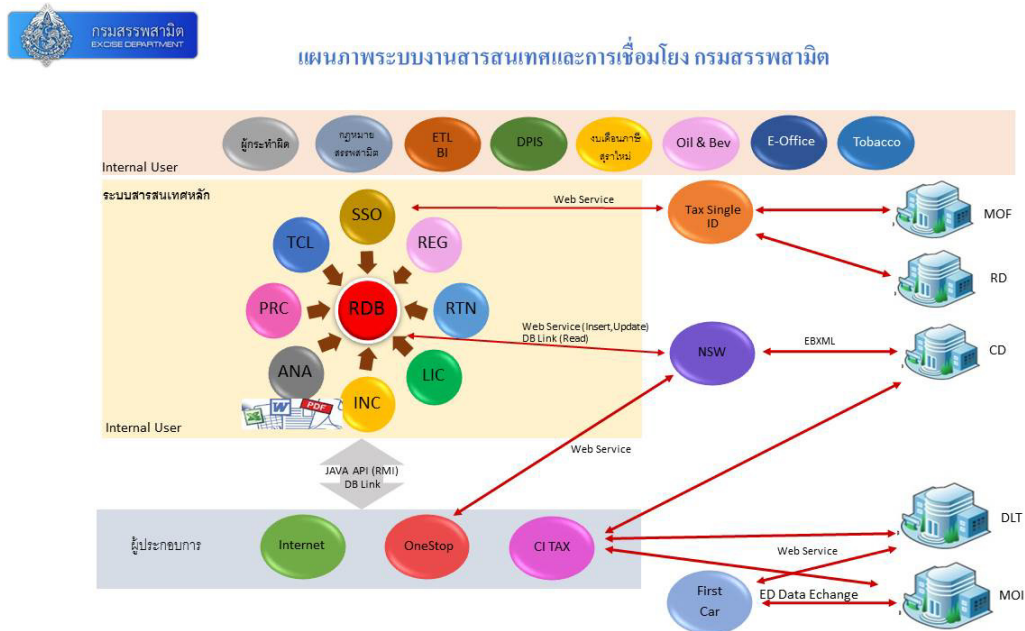 กรมสรรพสามิต
EXCISE DEPARTMENT
แผนภาพระบบงานสารสนเทศและการเชื่อมโยง กรมสรรพสามิต
ผู้กระทำผิด
กฎหมาย
สรรพสามิต
ETL
BI
DPIS
งบเดือนภาษี
สุราใหม่
Oil & Bev
E-Office
Tobacco
Internal User
ระบบสารสนเทศหลัก
SSO
TCL
REG
PRC
RDB
RTN
ANA
LIC
INC
W
PDF
Internal User
Web Service
Tax Single
ID
MOF
RD
Web Service (Insert,Update)
DB Link (Read)
NSW
EBXML
CD
Web Service
JAVA API (RMI)
DB Link
ผู้ประกอบการ
Internet
OneStop
CI TAX
DLT
Web Service
First
Car
ED Data Echange
MOI